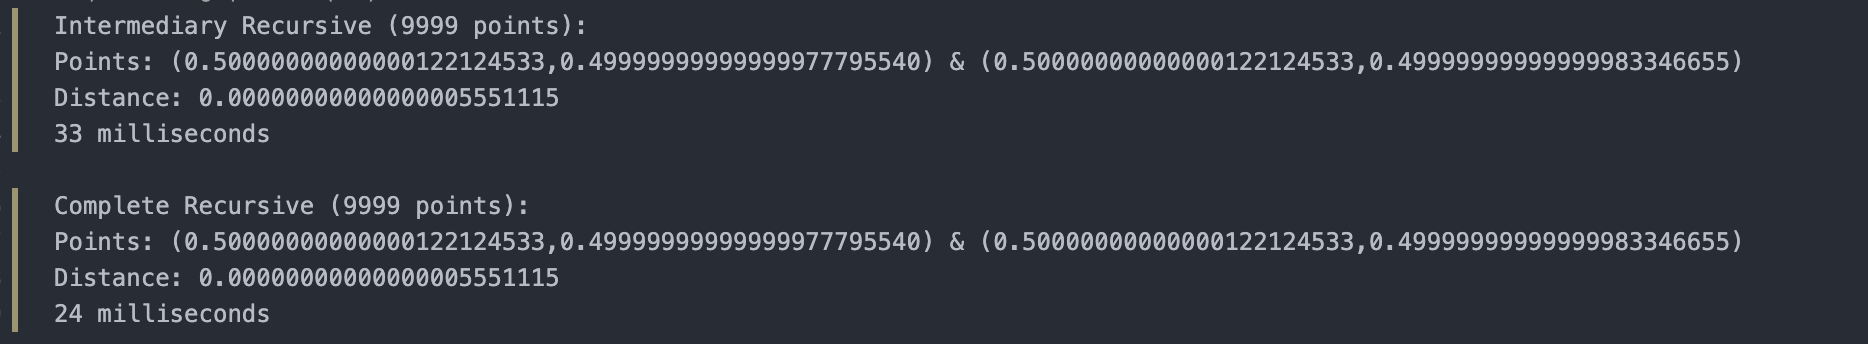 Intermediary Recursive (9999 points):
Points: (0.50000000000000122124533,0.49999999999999977795540) & (0.50000000000000122124533,0.49999999999999983346655)
Distance: 0.00000000000000005551115
33 milliseconds
Complete Recursive (9999 points):
Points: (0.50000000000000122124533,0.49999999999999977795540) & (0.50000000000000122124533,0.49999999999999983346655)
Distance: 0.00000000000000005551115
24 milliseconds